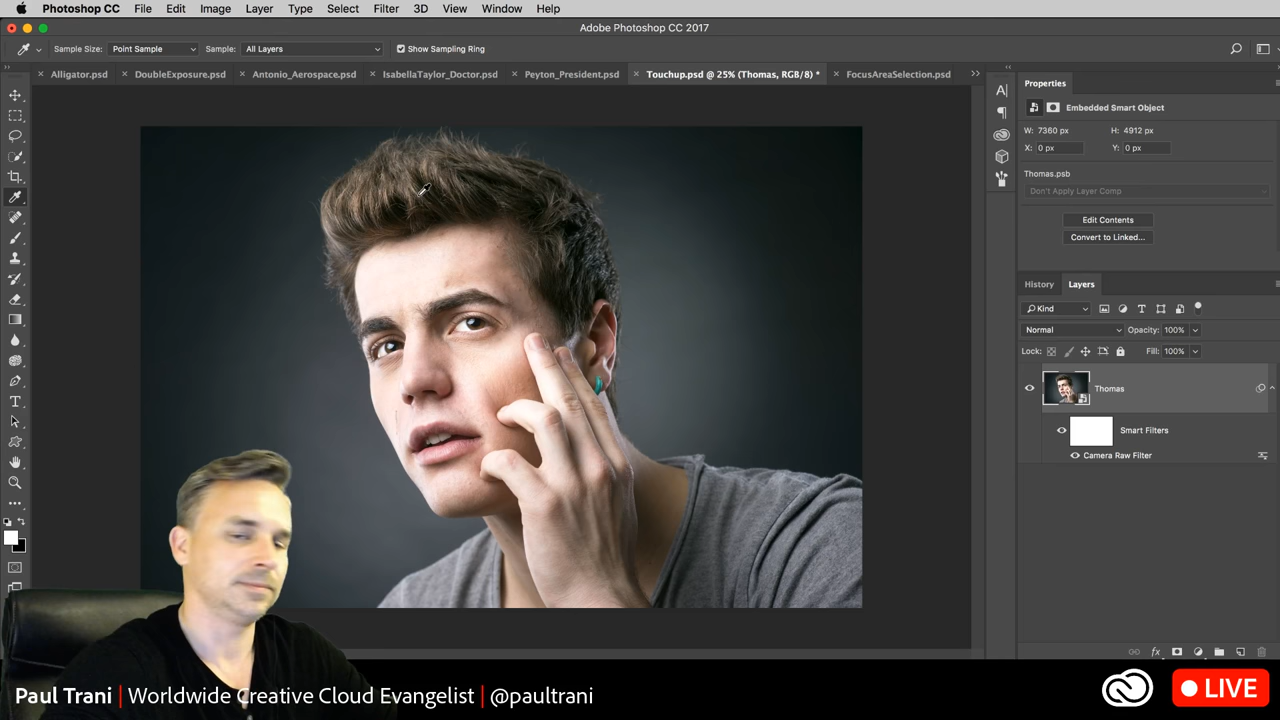 Photoshop CC File Edit Image Layer Type Select Filter 3D View Window Help
Adobe Photoshop CC 2017
Sample Size: Point Sample Sample: All Layers Show Sampling Ring
Alligator.psd DoubleExposure.psd Antonio_Aerospace.psd IsabellaTaylor_Doctor.psd Peyton_President.psd Touchup.psd @ 25% (Thomas, RGB/8) * FocusAreaSelection.psd
Properties
Embedded Smart Object
W: 7360 px H: 4912 px
X: 0 px Y: 0 px
Thomas.psb
Don't Apply Layer Comp
Edit Contents
Convert to Linked...
History Layers
Kind
Normal Opacity: 100%
Lock: Fill: 100%
Thomas
Smart Filters
Camera Raw Filter
Paul Trani | Worldwide Creative Cloud Evangelist | @paultrani
LIVE